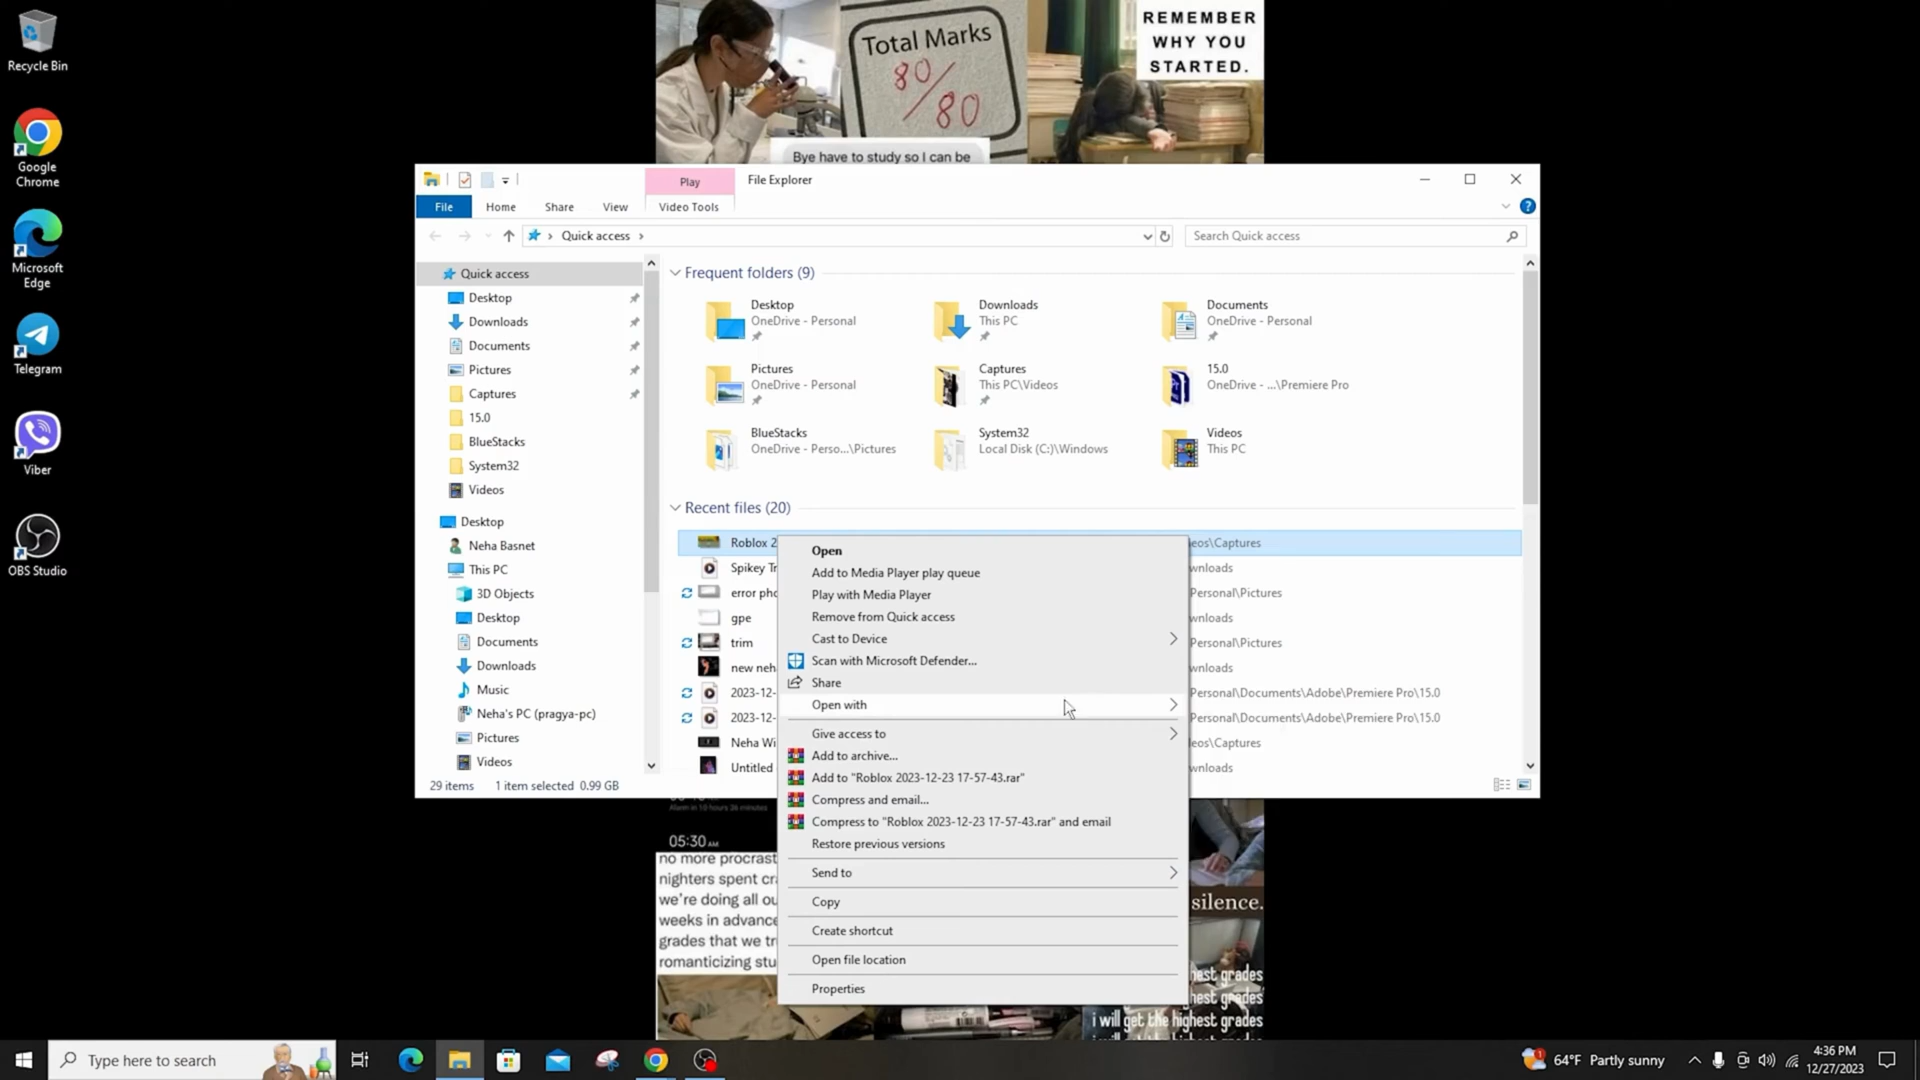 Recycle Bin
Google
Chrome
Microsoft
Edge
Telegram
Viber
OBS Studio
Total Marks
80/80
REMEMBER
WHY YOU
STARTED.
Bye have to study so I can be
Play
File Explorer
File
Home
Share
View
Video Tools
Quick access
Search Quick access
Quick access
Desktop
Downloads
Documents
Pictures
Captures
15.0
BlueStacks
System32
Videos
Desktop
Neha Basnet
This PC
3D Objects
Desktop
Documents
Downloads
Music
Neha's PC (pragya-pc)
Pictures
Videos
Frequent folders (9)
Desktop
OneDrive - Personal
Downloads
This PC
Documents
OneDrive - Personal
Pictures
OneDrive - Personal
Captures
This PC\Videos
15.0
OneDrive - ...\Premiere Pro
BlueStacks
OneDrive - Perso...\Pictures
System32
Local Disk (C:)\Windows
Videos
This PC
Recent files (20)
Roblox 2
eos\Captures
Spikey Tr
wnloads
error pho
Personal\Pictures
gpe
wnloads
trim
Personal\Pictures
new neh
wnloads
2023-12-
Personal\Documents\Adobe\Premiere Pro\15.0
2023-12-
Personal\Documents\Adobe\Premiere Pro\15.0
Neha Wi
eos\Captures
Untitled
wnloads
Open
Add to Media Player play queue
Play with Media Player
Remove from Quick access
Cast to Device
Scan with Microsoft Defender...
Share
Open with
Give access to
Add to archive...
Add to "Roblox 2023-12-23 17-57-43.rar"
Compress and email...
Compress to "Roblox 2023-12-23 17-57-43.rar" and email
Restore previous versions
Send to
Copy
Create shortcut
Open file location
Properties
29 items
1 item selected 0.99 GB
Alarm in 10 hours 36 minutes
05:30 AM
no more procrast
nighters spent cr
we're doing all ou
weeks in advance
grades that we tr
romanticizing stu
silence.
hest grades
highest grades
i will get the highest grades
Type here to search
64°F Partly sunny
4:36 PM
12/27/2023